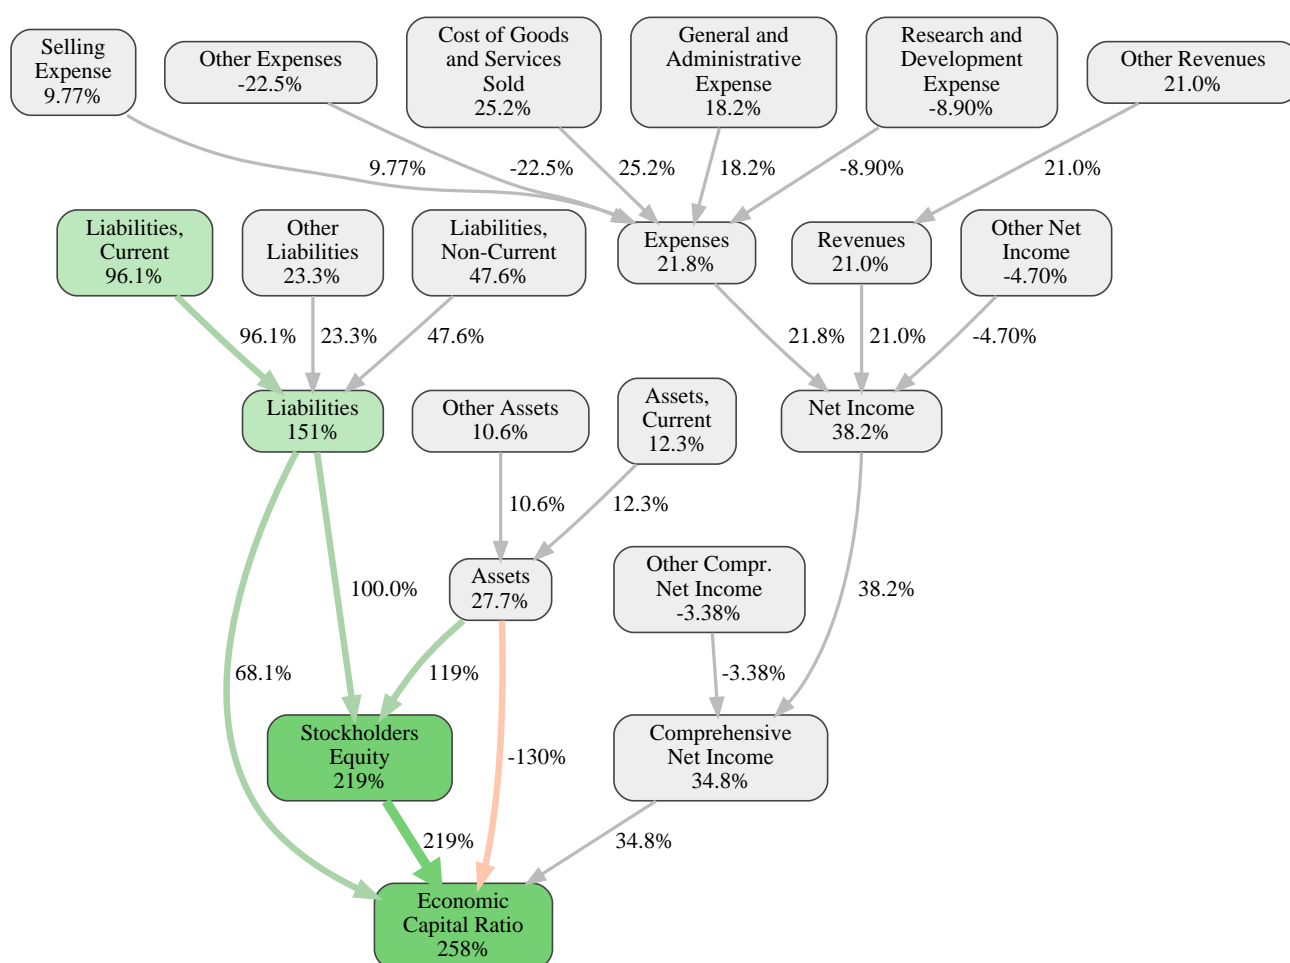 Selling
Expense
9.77%
Other Expenses
-22.5%
Cost of Goods
and Services
Sold
25.2%
General and
Administrative
Expense
18.2%
Research and
Development
Expense
-8.90%
Other Revenues
21.0%
9.77%
-22.5%
25.2%
18.2%
-8.90%
21.0%
Liabilities,
Current
96.1%
Other
Liabilities
23.3%
Liabilities,
Non-Current
47.6%
Expenses
21.8%
Revenues
21.0%
Other Net
Income
-4.70%
96.1%
23.3%
47.6%
21.8%
21.0%
-4.70%
Liabilities
151%
Other Assets
10.6%
Assets,
Current
12.3%
Net Income
38.2%
10.6%
12.3%
Assets
27.7%
Other Compr.
Net Income
-3.38%
100.0%
38.2%
68.1%
119%
-3.38%
Stockholders
Equity
219%
-130%
Comprehensive
Net Income
34.8%
219%
34.8%
Economic
Capital Ratio
258%